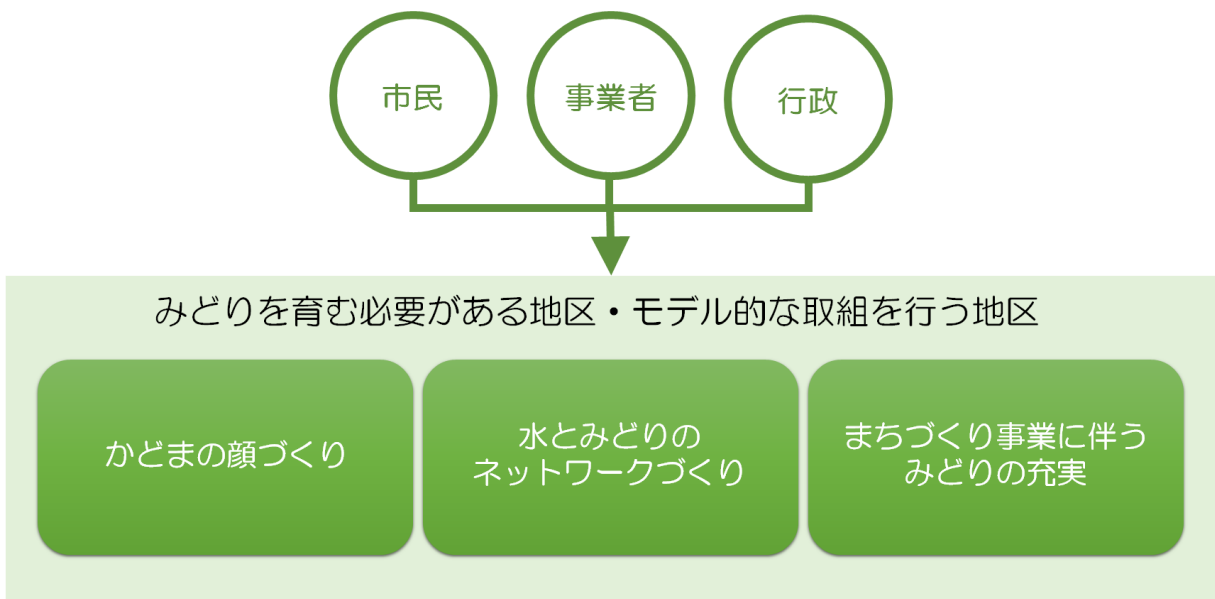 市民
事業者
行政
みどりを育む必要がある地区・モデル的な取組を行う地区
かどまの顔づくり
水とみどりの
ネットワークづくり
まちづくり事業に伴う
みどりの充実